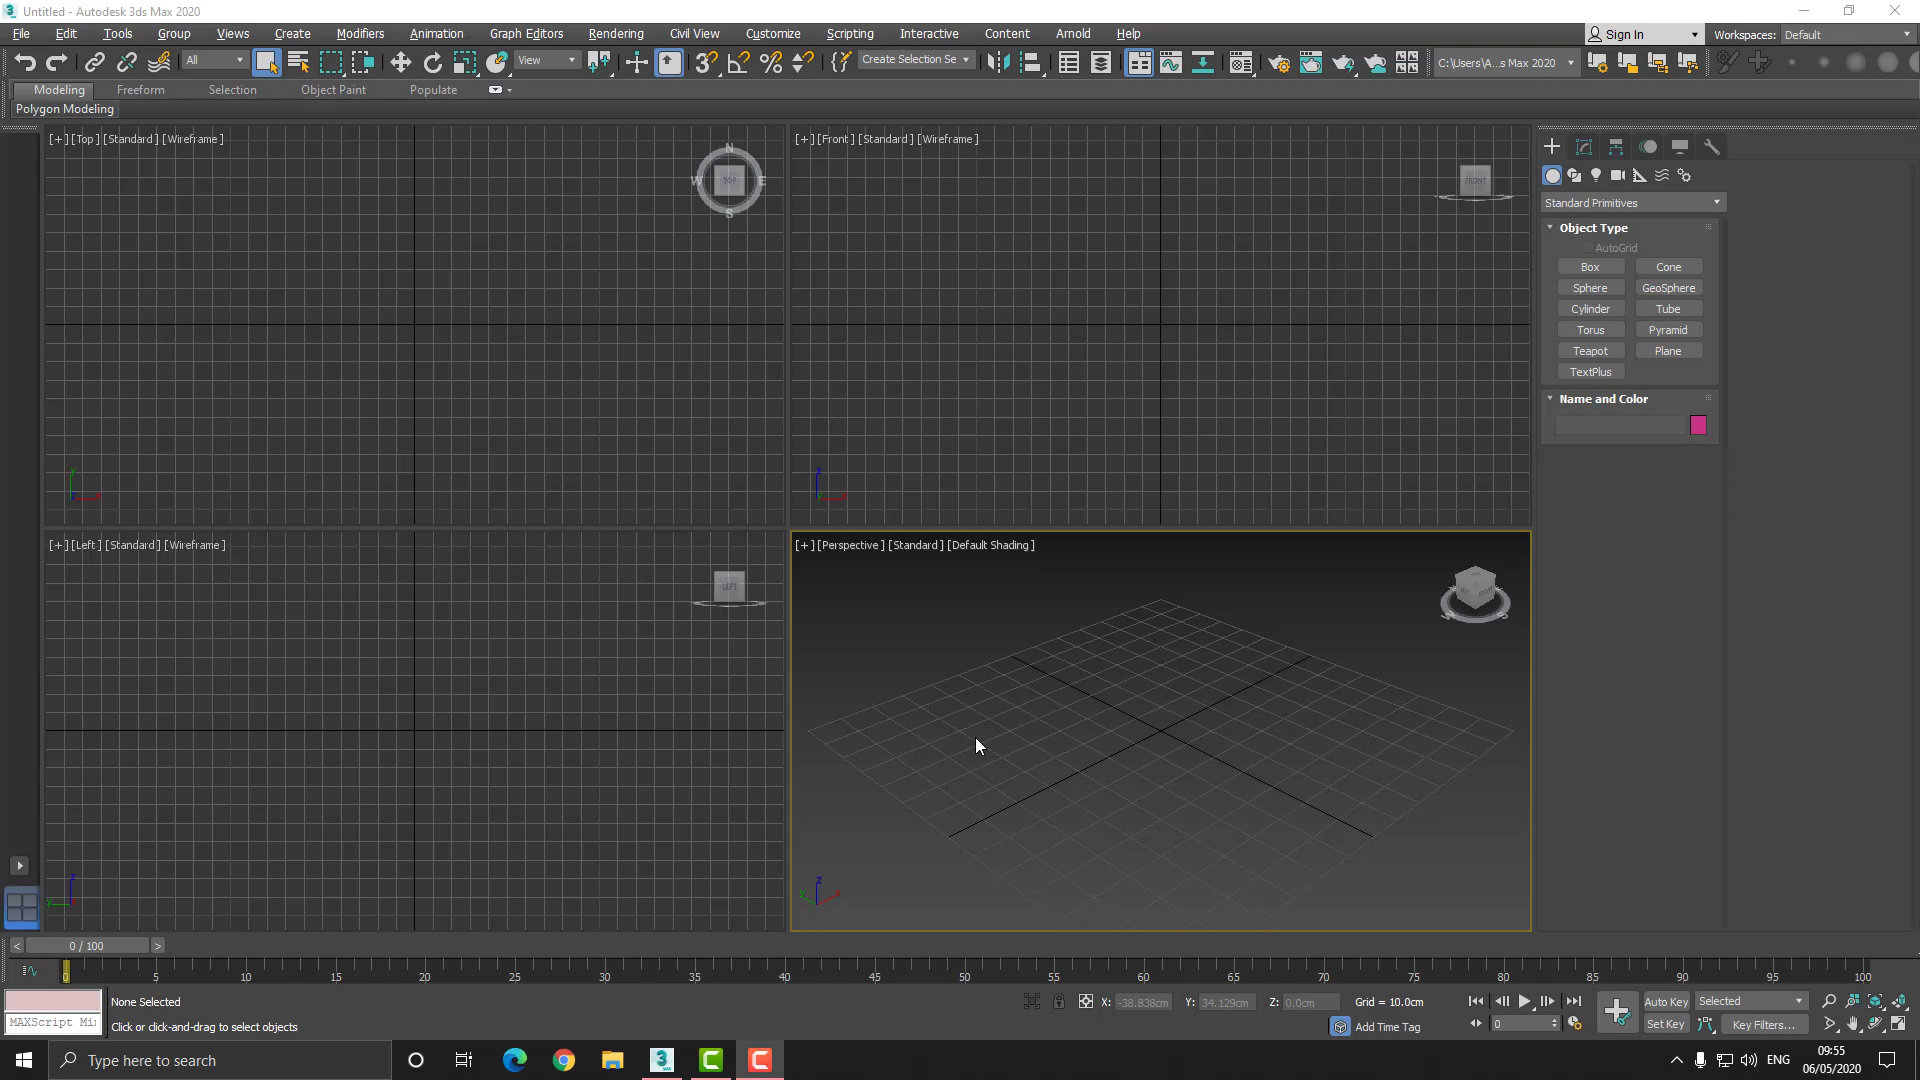 Untitled - Autodesk 3ds Max 2020
File Edit Tools Group Views Create Modifiers Animation Graph Editors Rendering Civil View Customize Scripting Interactive Content Arnold Help Sign In Workspaces: Default
All View Create Selection Se C:\Users\A...s Max 2020
Modeling Freeform Selection Object Paint Populate
Polygon Modeling
[+] [Top] [Standard] [Wireframe]
N
W TOP E
S
[+] [Front] [Standard] [Wireframe]
FRONT
Standard Primitives
Object Type
AutoGrid
Box Cone
Sphere GeoSphere
Cylinder Tube
Torus Pyramid
Teapot Plane
TextPlus
Name and Color
y
z x
z
y x
[+] [Left] [Standard] [Wireframe]
LEFT
[+] [Perspective] [Standard] [Default Shading]
z
y
z
y x
< 0 / 100 >
0 5 10 15 20 25 30 35 40 45 50 55 60 65 70 75 80 85 90 95 100
None Selected
X: -38.838cm Y: 34.129cm Z: 0.0cm Grid = 10.0cm
Auto Key Selected
MAXScript Mi
Click or click-and-drag to select objects
Add Time Tag
0
Set Key Key Filters...
Type here to search
ENG
09:55
06/05/2020